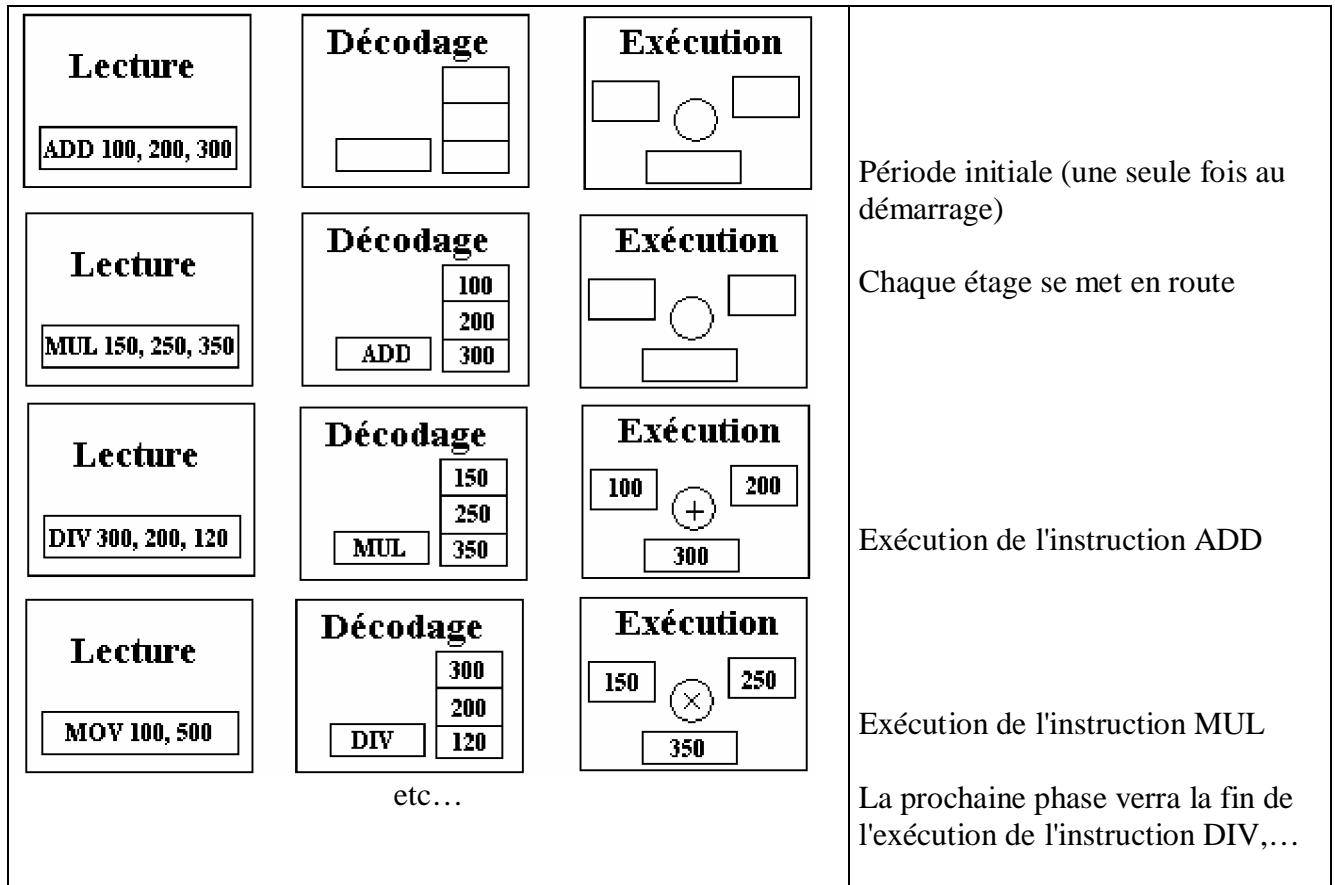 Lecture
ADD 100, 200, 300
Décodage
Exécution
Période initiale (une seule fois au
démarrage)
Lecture
MUL 150, 250, 350
Décodage
100
200
ADD 300
Exécution
Chaque étage se met en route
Lecture
DIV 300, 200, 120
Décodage
150
250
MUL 350
Exécution
100 + 200
300
Exécution de l'instruction ADD
Lecture
MOV 100, 500
Décodage
300
200
DIV 120
Exécution
150 × 250
350
Exécution de l'instruction MUL
etc…
La prochaine phase verra la fin de
l'exécution de l'instruction DIV,…